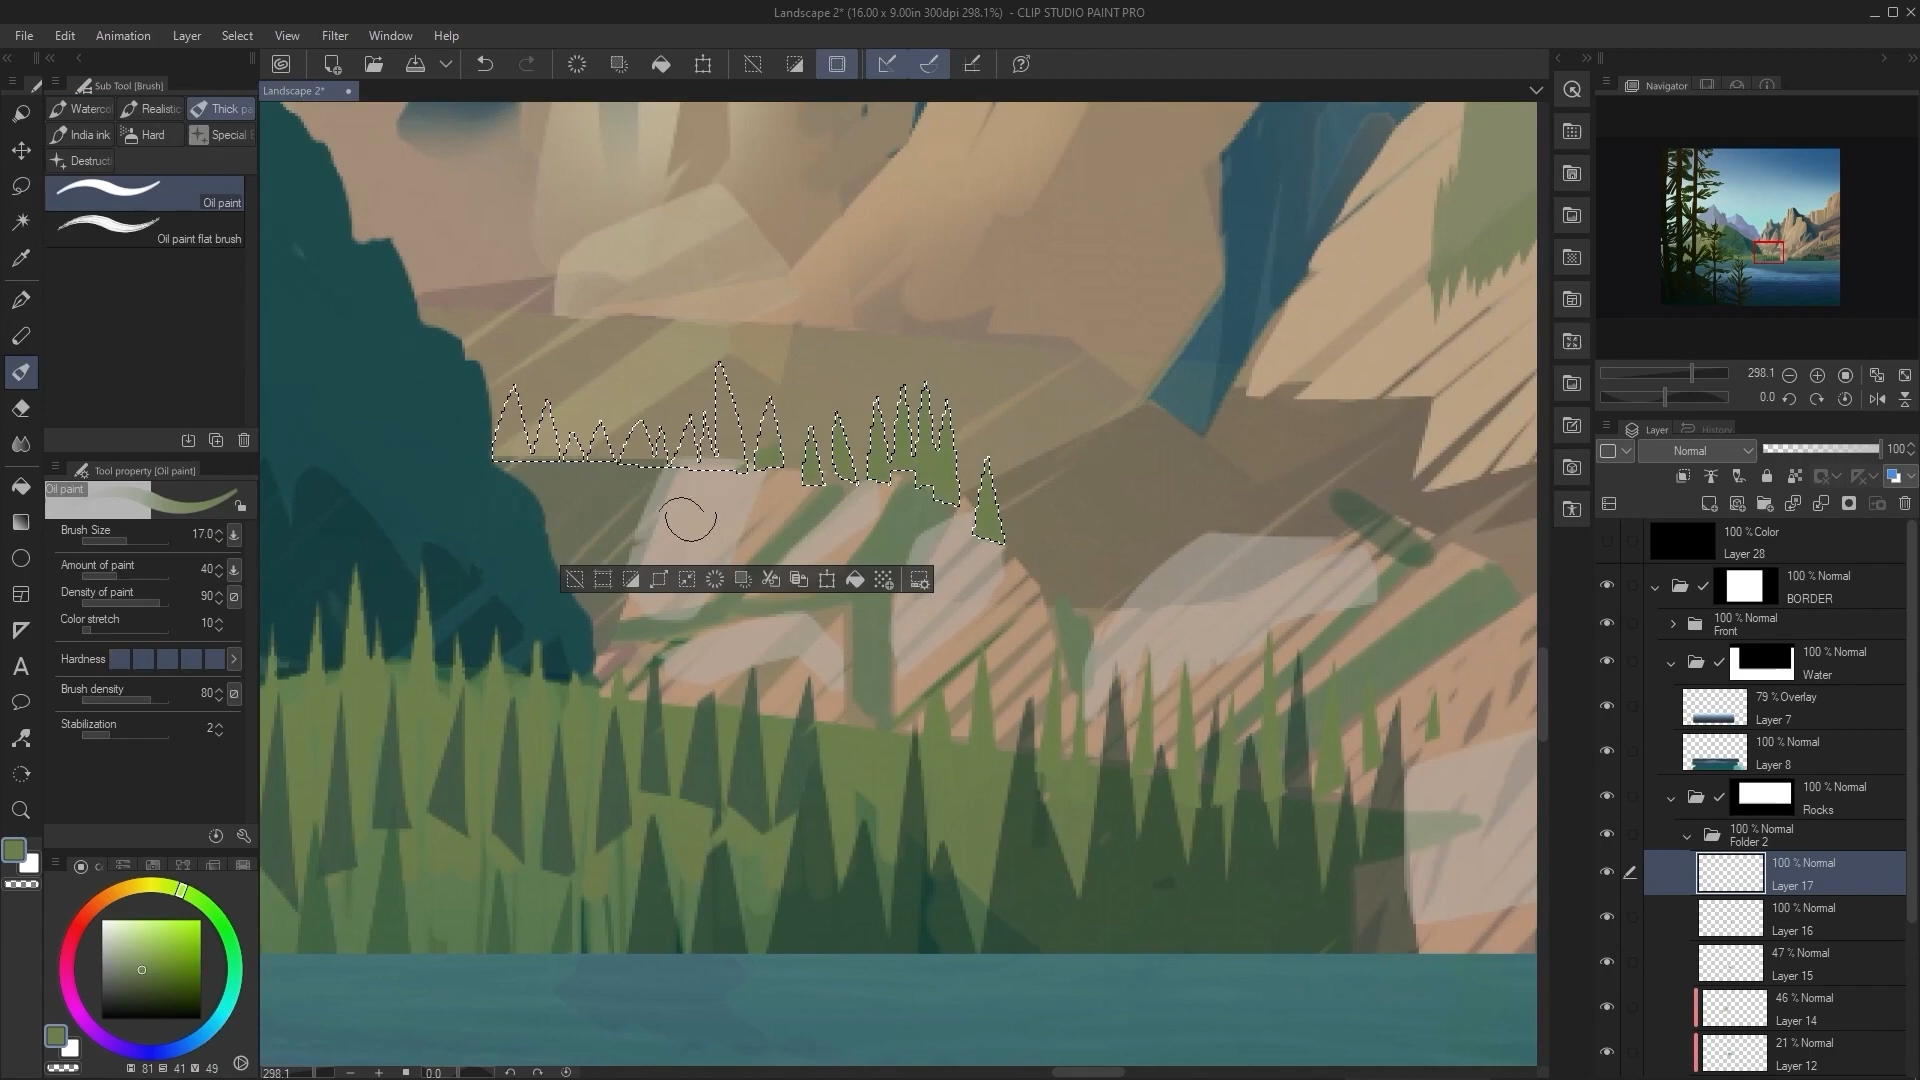 Landscape 2* (16.00 x 9.00in 300dpi 298.1%) - CLIP STUDIO PAINT PRO
File Edit Animation Layer Select View Filter Window Help
Sub Tool [Brush]
Landscape 2*
Navigator
Waterco Realistic Thick pa
India ink Hard Special E
Destructi
Oil paint
Oil paint flat brush
298.1
0.0
Layer History
Normal 100
Tool property [Oil paint]
Oil paint
Brush Size 17.0
Amount of paint 40
Density of paint 90
Color stretch 10
Hardness
Brush density 80
Stabilization 2
100 % Color
Layer 28
100 % Normal
BORDER
100 % Normal
Front
100 % Normal
Water
79 % Overlay
Layer 7
100 % Normal
Layer 8
100 % Normal
Rocks
100 % Normal
Folder 2
100 % Normal
Layer 17
100 % Normal
Layer 16
47 % Normal
Layer 15
46 % Normal
Layer 14
21 % Normal
Layer 12
H 81 S 41 V 49
298.1 0.0